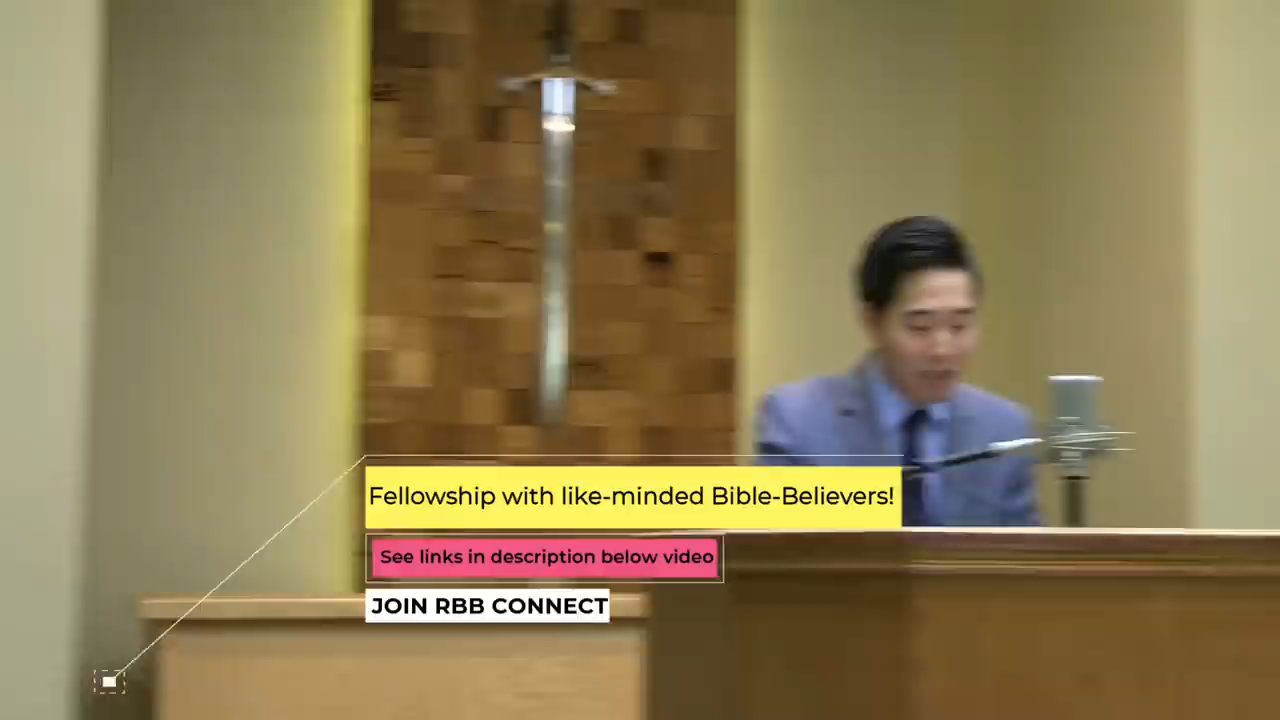 Fellowship with like-minded Bible-Believers!
See links in description below video
JOIN RBB CONNECT